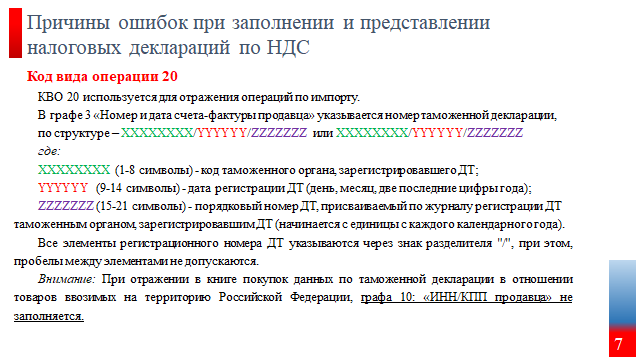 Причины ошибок при заполнении и представлении
налоговых деклараций по НДС
Код вида операции 20
КВО 20 используется для отражения операций по импорту.
В графе 3 «Номер и дата счета-фактуры продавца» указывается номер таможенной декларации,
по структуре – XXXXXXXX/YYYYYY/ZZZZZZZ или XXXXXXXX/YYYYYY/ZZZZZZZ
где:
XXXXXXXX (1-8 символы) - код таможенного органа, зарегистрировавшего ДТ;
YYYYYY (9-14 символы) - дата регистрации ДТ (день, месяц, две последние цифры года);
ZZZZZZZ (15-21 символы) - порядковый номер ДТ, присваиваемый по журналу регистрации ДТ
таможенным органом, зарегистрировавшим ДТ (начинается с единицы с каждого календарного года).
Все элементы регистрационного номера ДТ указываются через знак разделителя "/", при этом,
пробелы между элементами не допускаются.
Внимание: При отражении в книге покупок данных по таможенной декларации в отношении
товаров ввозимых на территорию Российской Федерации, графа 10: «ИНН/КПП продавца» не
заполняется.
7